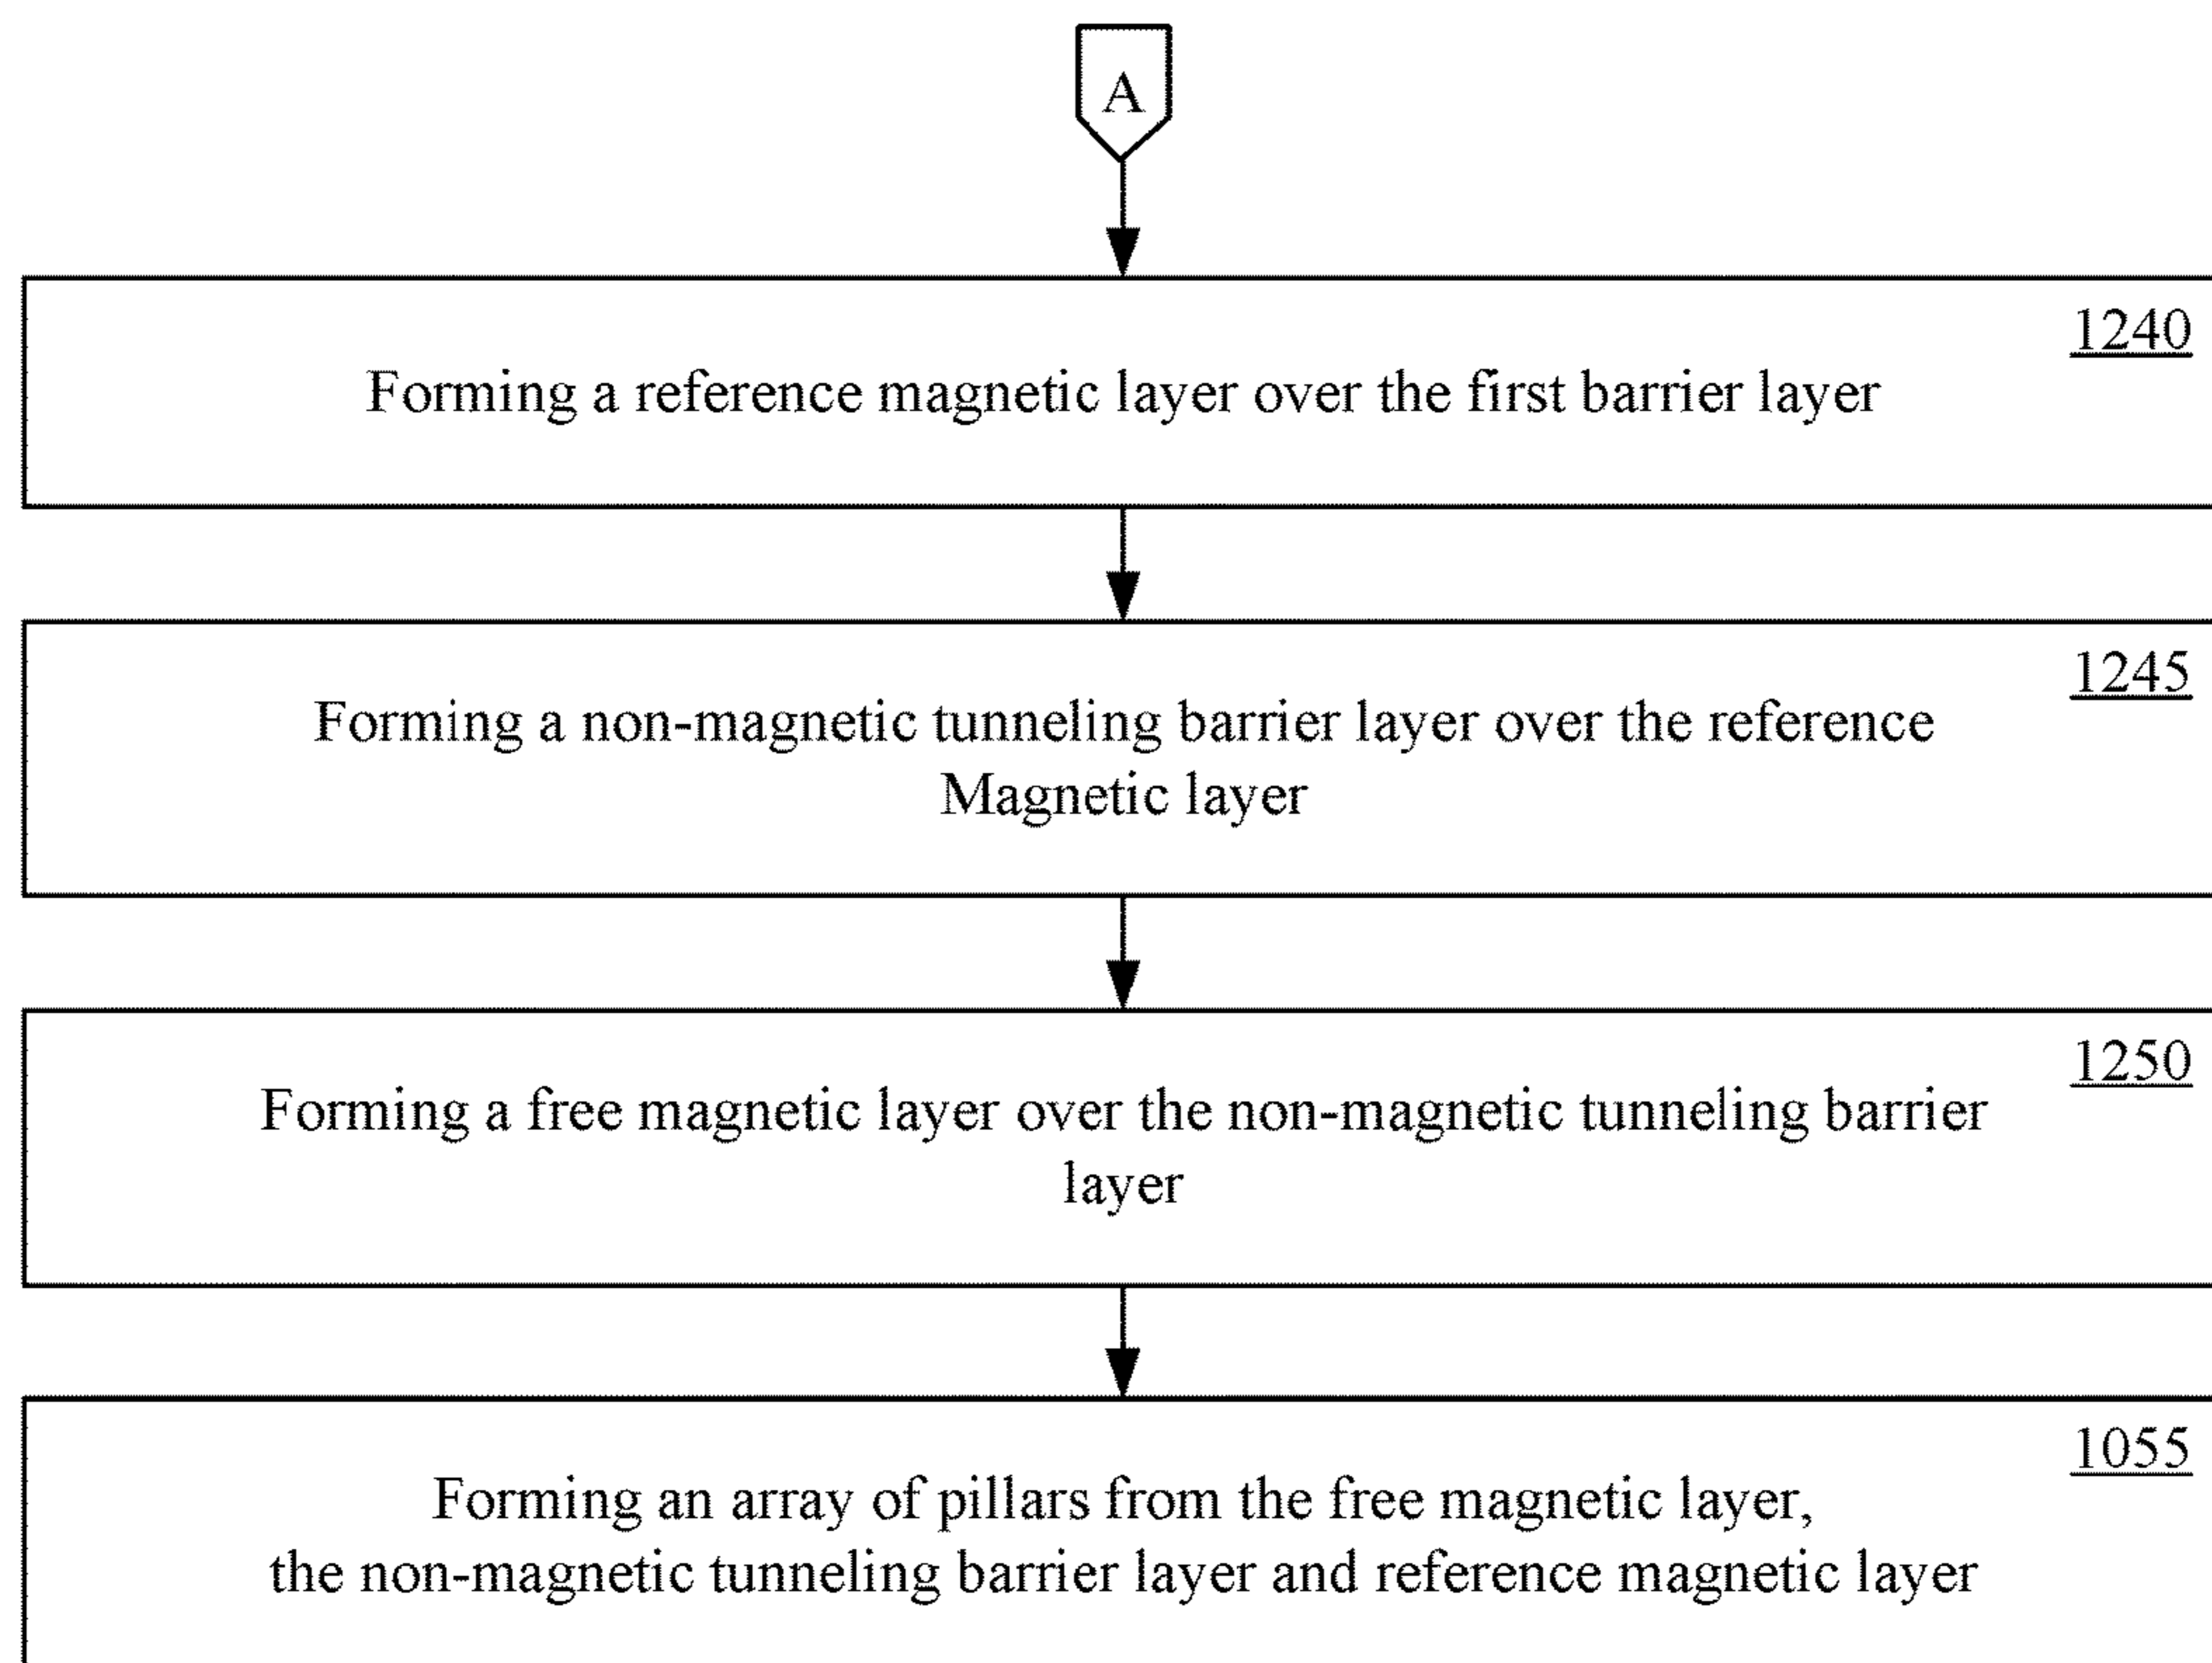 A
1240
Forming a reference magnetic layer over the first barrier layer
1245
Forming a non-magnetic tunneling barrier layer over the reference
Magnetic layer
1250
Forming a free magnetic layer over the non-magnetic tunneling barrier
layer
1055
Forming an array of pillars from the free magnetic layer,
the non-magnetic tunneling barrier layer and reference magnetic layer